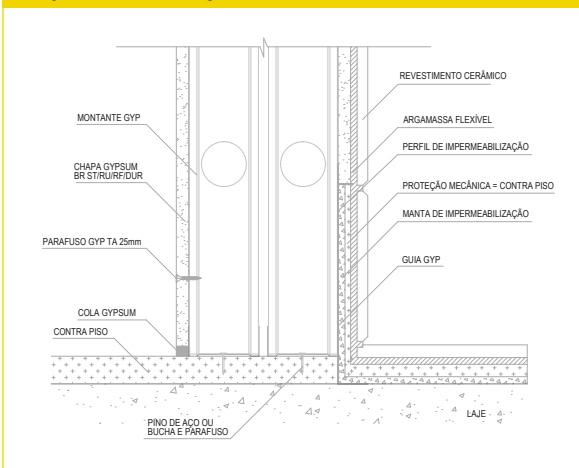 MONTANTE GYP
CHAPA GYPSUM
BR ST/RU/RF/DUR
PARAFUSO GYP TA 25mm
COLA GYPSUM
CONTRA PISO
PINO DE AÇO OU
BUCHA E PARAFUSO
REVESTIMENTO CERÂMICO
ARGAMASSA FLEXÍVEL
PERFIL DE IMPERMEABILIZAÇÃO
PROTEÇÃO MECÂNICA = CONTRA PISO
MANTA DE IMPERMEABILIZAÇÃO
GUIA GYP
LAJE